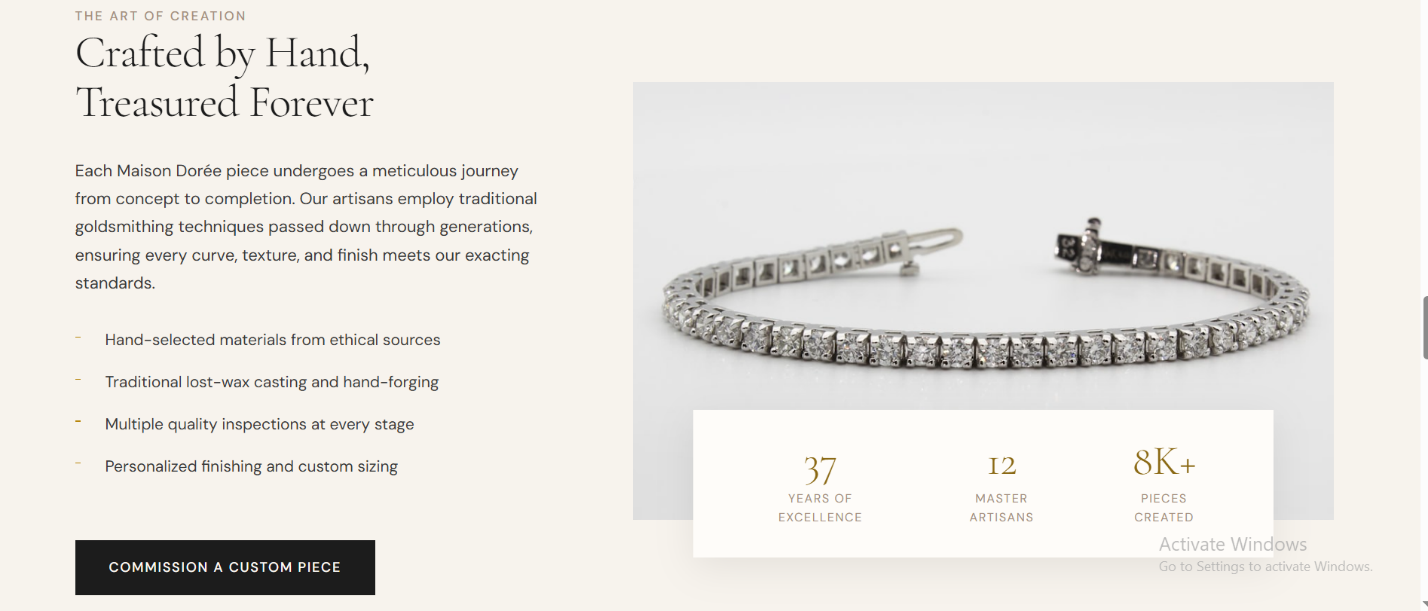 THE ART OF CREATION
Crafted by Hand,
Treasured Forever
Each Maison Dorée piece undergoes a meticulous journey
from concept to completion. Our artisans employ traditional
goldsmithing techniques passed down through generations,
ensuring every curve, texture, and finish meets our exacting
standards.
- Hand-selected materials from ethical sources
- Traditional lost-wax casting and hand-forging
- Multiple quality inspections at every stage
- Personalized finishing and custom sizing
COMMISSION A CUSTOM PIECE
37
YEARS OF
EXCELLENCE
12
MASTER
ARTISANS
8K+
PIECES
CREATED
Activate Windows
Go to Settings to activate Windows.